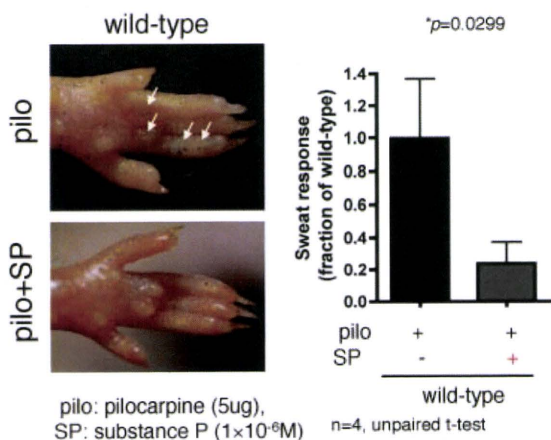 wild-type
*p=0.0299
pilo
pilo+SP
Sweat response
(fraction of wild-type)
1.4
1.2
1.0
0.8
0.6
0.4
0.2
0.0
pilo + +
SP - +
wild-type
pilo: pilocarpine (5ug),
SP: substance P (1×10⁻⁶M)
n=4, unpaired t-test